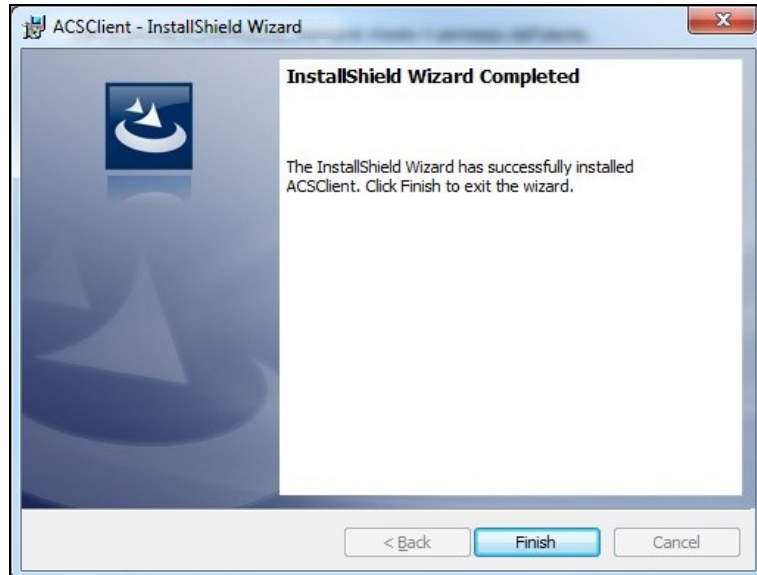 ACSClient - InstallShield Wizard
InstallShield Wizard Completed
The InstallShield Wizard has successfully installed
ACSClient. Click Finish to exit the wizard.
< Back
Finish
Cancel